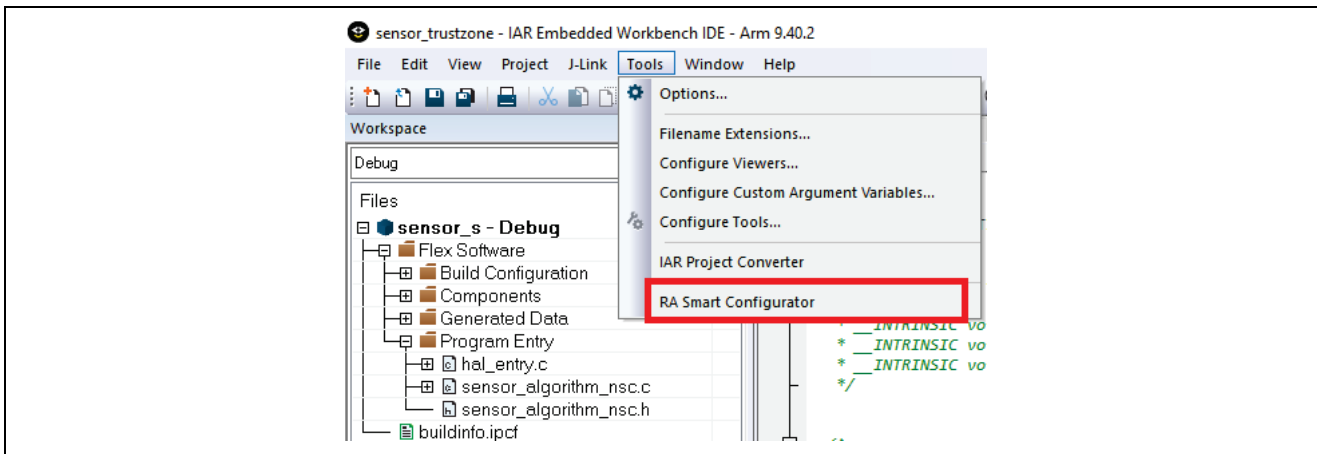 sensor_trustzone - IAR Embedded Workbench IDE - Arm 9.40.2
File Edit View Project J-Link Tools Window Help
Options...
Workspace
Filename Extensions...
Debug
Configure Viewers...
Configure Custom Argument Variables...
Files
Configure Tools...
sensor_s - Debug
Flex Software
IAR Project Converter
Build Configuration
Components
RA Smart Configurator
Generated Data
* __INTRINSIC vo
Program Entry
* __INTRINSIC vo
hal_entry.c
* __INTRINSIC vo
sensor_algorithm_nsc.c
*/
sensor_algorithm_nsc.h
buildinfo.ipcf